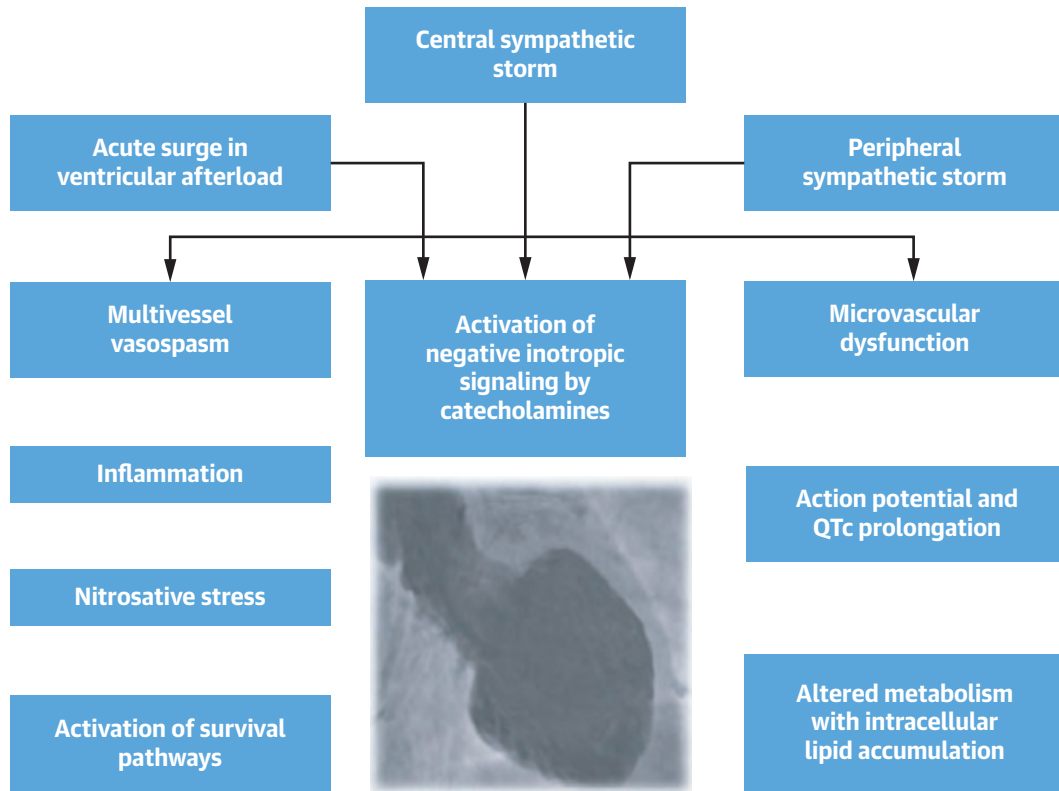 Central sympathetic
storm
Acute surge in
ventricular afterload
Peripheral
sympathetic storm
Multivessel
vasospasm
Activation of
negative inotropic
signaling by
catecholamines
Microvascular
dysfunction
Inflammation
Action potential and
QTc prolongation
Nitrosative stress
Activation of survival
pathways
Altered metabolism
with intracellular
lipid accumulation